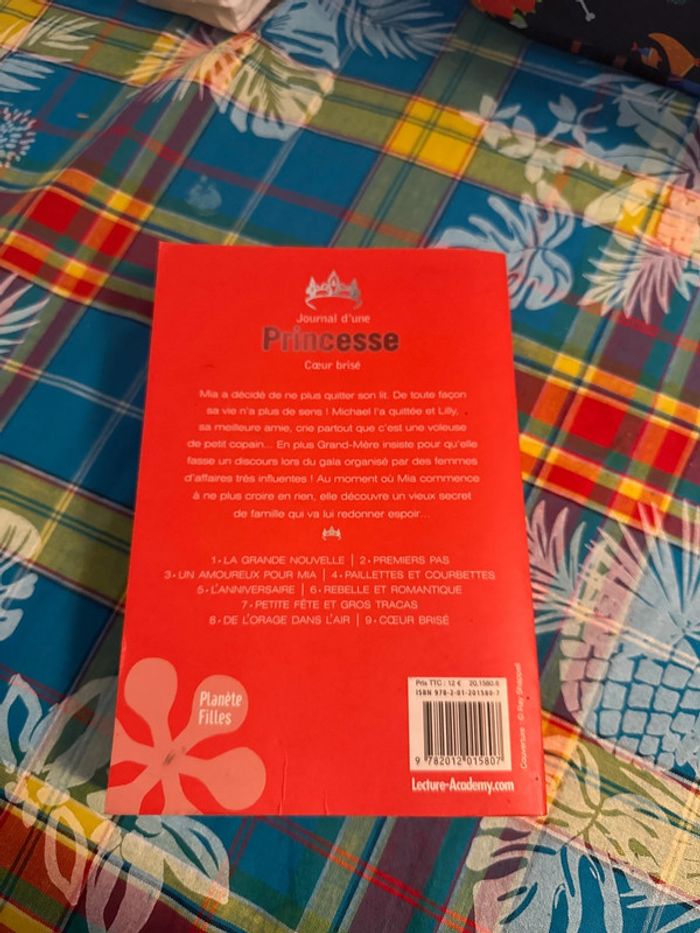 Journal d'une
Princesse
Cœur brisé
Mia a décidé de ne plus quitter son lit. De toute façon
sa vie n'a plus de sens ! Michael l'a quittée et Lilly,
sa meilleure amie, crie partout que c'est une voleuse
de petit copain... En plus Grand-Mère insiste pour qu'elle
fasse un discours lors du gala organisé par des femmes
d'affaires très influentes ! Au moment où Mia commence
à ne plus croire en rien, elle découvre un vieux secret
de famille qui va lui redonner espoir...
1 • LA GRANDE NOUVELLE | 2 • PREMIERS PAS
3 • UN AMOUREUX POUR MIA | 4 • PAILLETTES ET COURBETTES
5 • L'ANNIVERSAIRE | 6 • REBELLE ET ROMANTIQUE
7 • PETITE FÊTE ET GROS TRACAS
8 • DE L'ORAGE DANS L'AIR | 9 • CŒUR BRISÉ
Planète
Filles
Prix TTC : 12 € 20.1580.8
ISBN 978-2-01-201580-7
9 782012 015807
Lecture-Academy.com
Couverture : © Ray Shappel